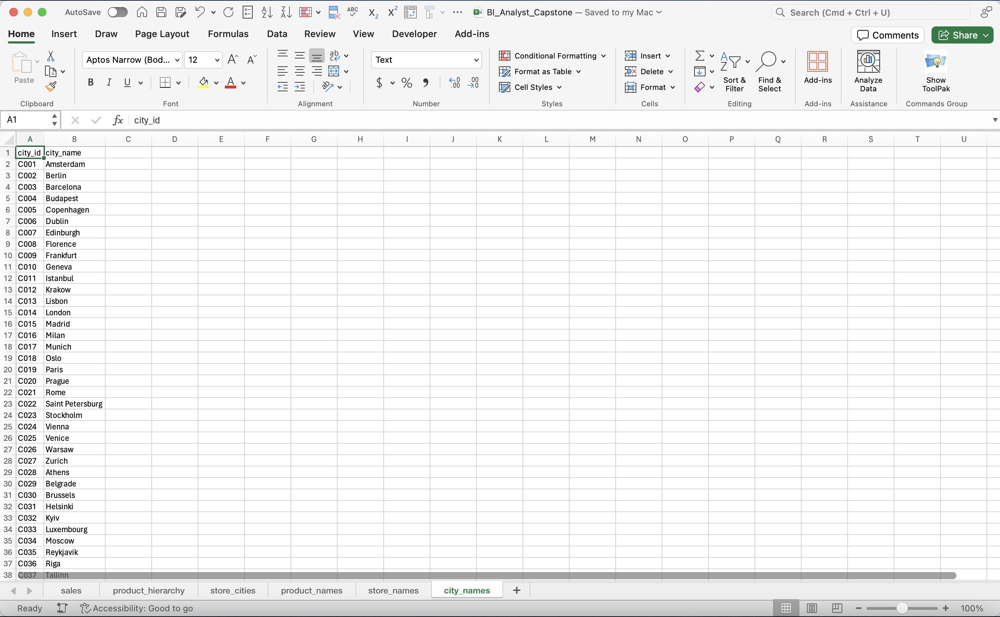 AutoSave
ABC
X2
X2
BI_Analyst_Capstone — Saved to my Mac
Search (Cmd + Ctrl + U)
Home Insert Draw Page Layout Formulas Data Review View Developer Add-ins
Comments
Share
Paste
Clipboard
Aptos Narrow (Bod...
12
B I U
Font
Alignment
Text
Number
Conditional Formatting
Format as Table
Cell Styles
Styles
Insert
Delete
Format
Cells
Sort & Filter
Find & Select
Editing
Add-ins
Add-ins
Analyze Data
Assistance
Show ToolPak
Commands Group
A1
fx city_id
A B C D E F G H I J K L M N O P Q R S T U
1 city_id city_name
2 C001 Amsterdam
3 C002 Berlin
4 C003 Barcelona
5 C004 Budapest
6 C005 Copenhagen
7 C006 Dublin
8 C007 Edinburgh
9 C008 Florence
10 C009 Frankfurt
11 C010 Geneva
12 C011 Istanbul
13 C012 Krakow
14 C013 Lisbon
15 C014 London
16 C015 Madrid
17 C016 Milan
18 C017 Munich
19 C018 Oslo
20 C019 Paris
21 C020 Prague
22 C021 Rome
23 C022 Saint Petersburg
24 C023 Stockholm
25 C024 Vienna
26 C025 Venice
27 C026 Warsaw
28 C027 Zurich
29 C028 Athens
30 C029 Belgrade
31 C030 Brussels
32 C031 Helsinki
33 C032 Kyiv
34 C033 Luxembourg
35 C034 Moscow
36 C035 Reykjavik
37 C036 Riga
38 C037 Tallinn
sales product_hierarchy store_cities product_names store_names city_names +
Ready Accessibility: Good to go 100%